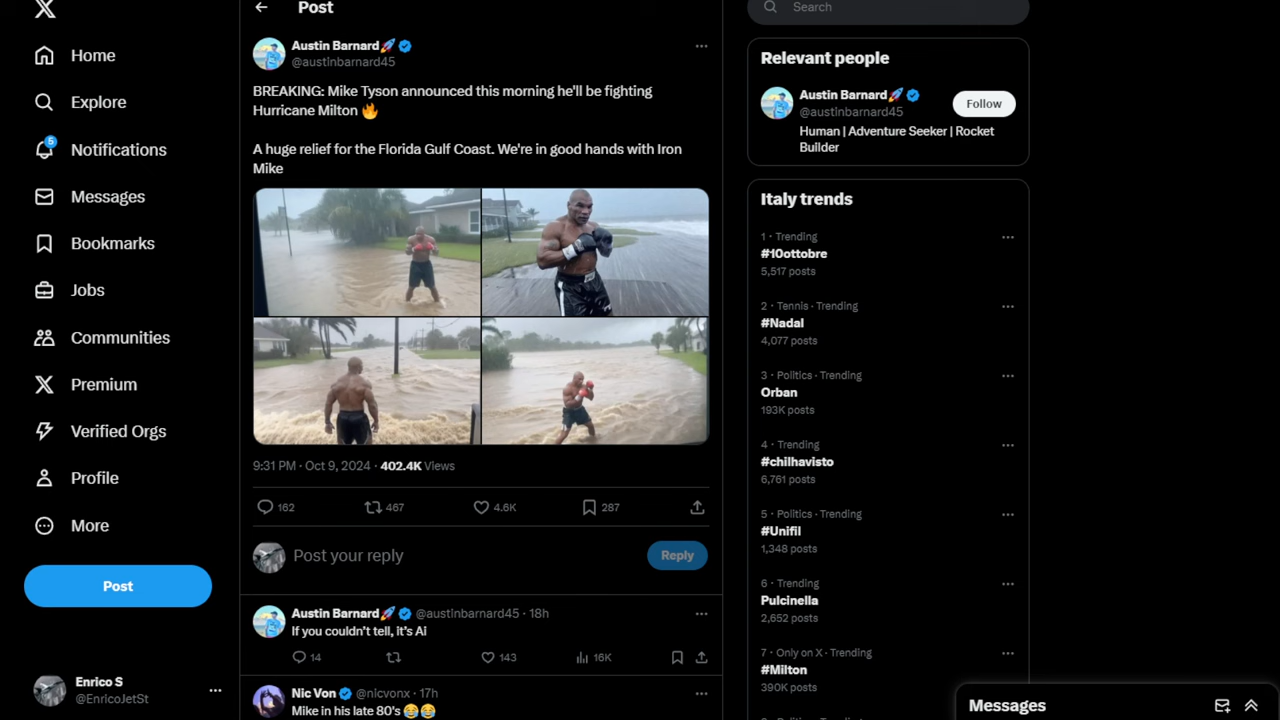 Home
Explore
5
Notifications
Messages
Bookmarks
Jobs
Communities
Premium
Verified Orgs
Profile
More
Post
Enrico S
@EnricoJetSt
Post
Austin Barnard🚀
@austinbarnard45
BREAKING: Mike Tyson announced this morning he'll be fighting
Hurricane Milton 🔥
A huge relief for the Florida Gulf Coast. We're in good hands with Iron
Mike
9:31 PM · Oct 9, 2024 · 402.4K Views
162 467 4.6K 287
Post your reply
Reply
Austin Barnard🚀 @austinbarnard45 · 18h
If you couldn't tell, it's Ai
14 143 16K
Nic Von @nicvonx · 17h
Mike in his late 80's 😂😂
Search
Relevant people
Austin Barnard🚀
@austinbarnard45
Follow
Human | Adventure Seeker | Rocket
Builder
Italy trends
1 · Trending
#10ottobre
5,517 posts
2 · Tennis · Trending
#Nadal
4,077 posts
3 · Politics · Trending
Orban
193K posts
4 · Trending
#chilhavisto
6,761 posts
5 · Politics · Trending
#Unifil
1,348 posts
6 · Trending
Pulcinella
2,652 posts
7 · Only on X · Trending
#Milton
390K posts
Messages